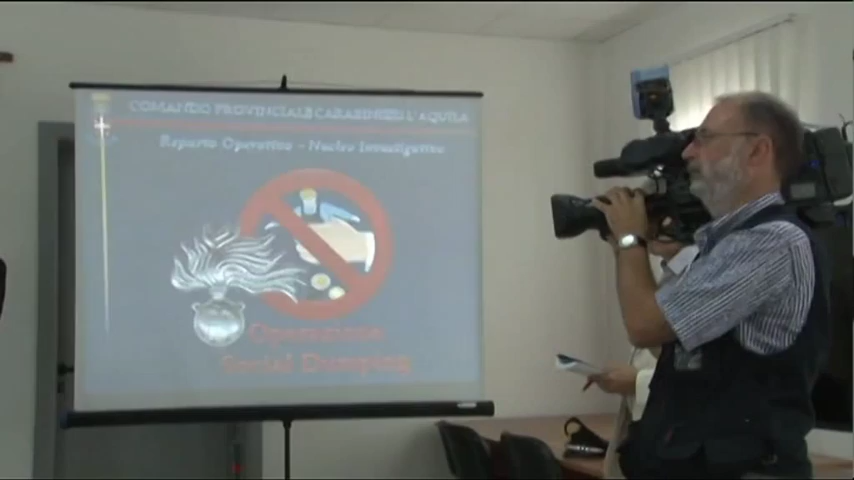 COMANDO PROVINCIALE CARABINIERI L'AQUILA
Reparto Operativo - Nucleo Investigativo
Operazione
Social Dumping